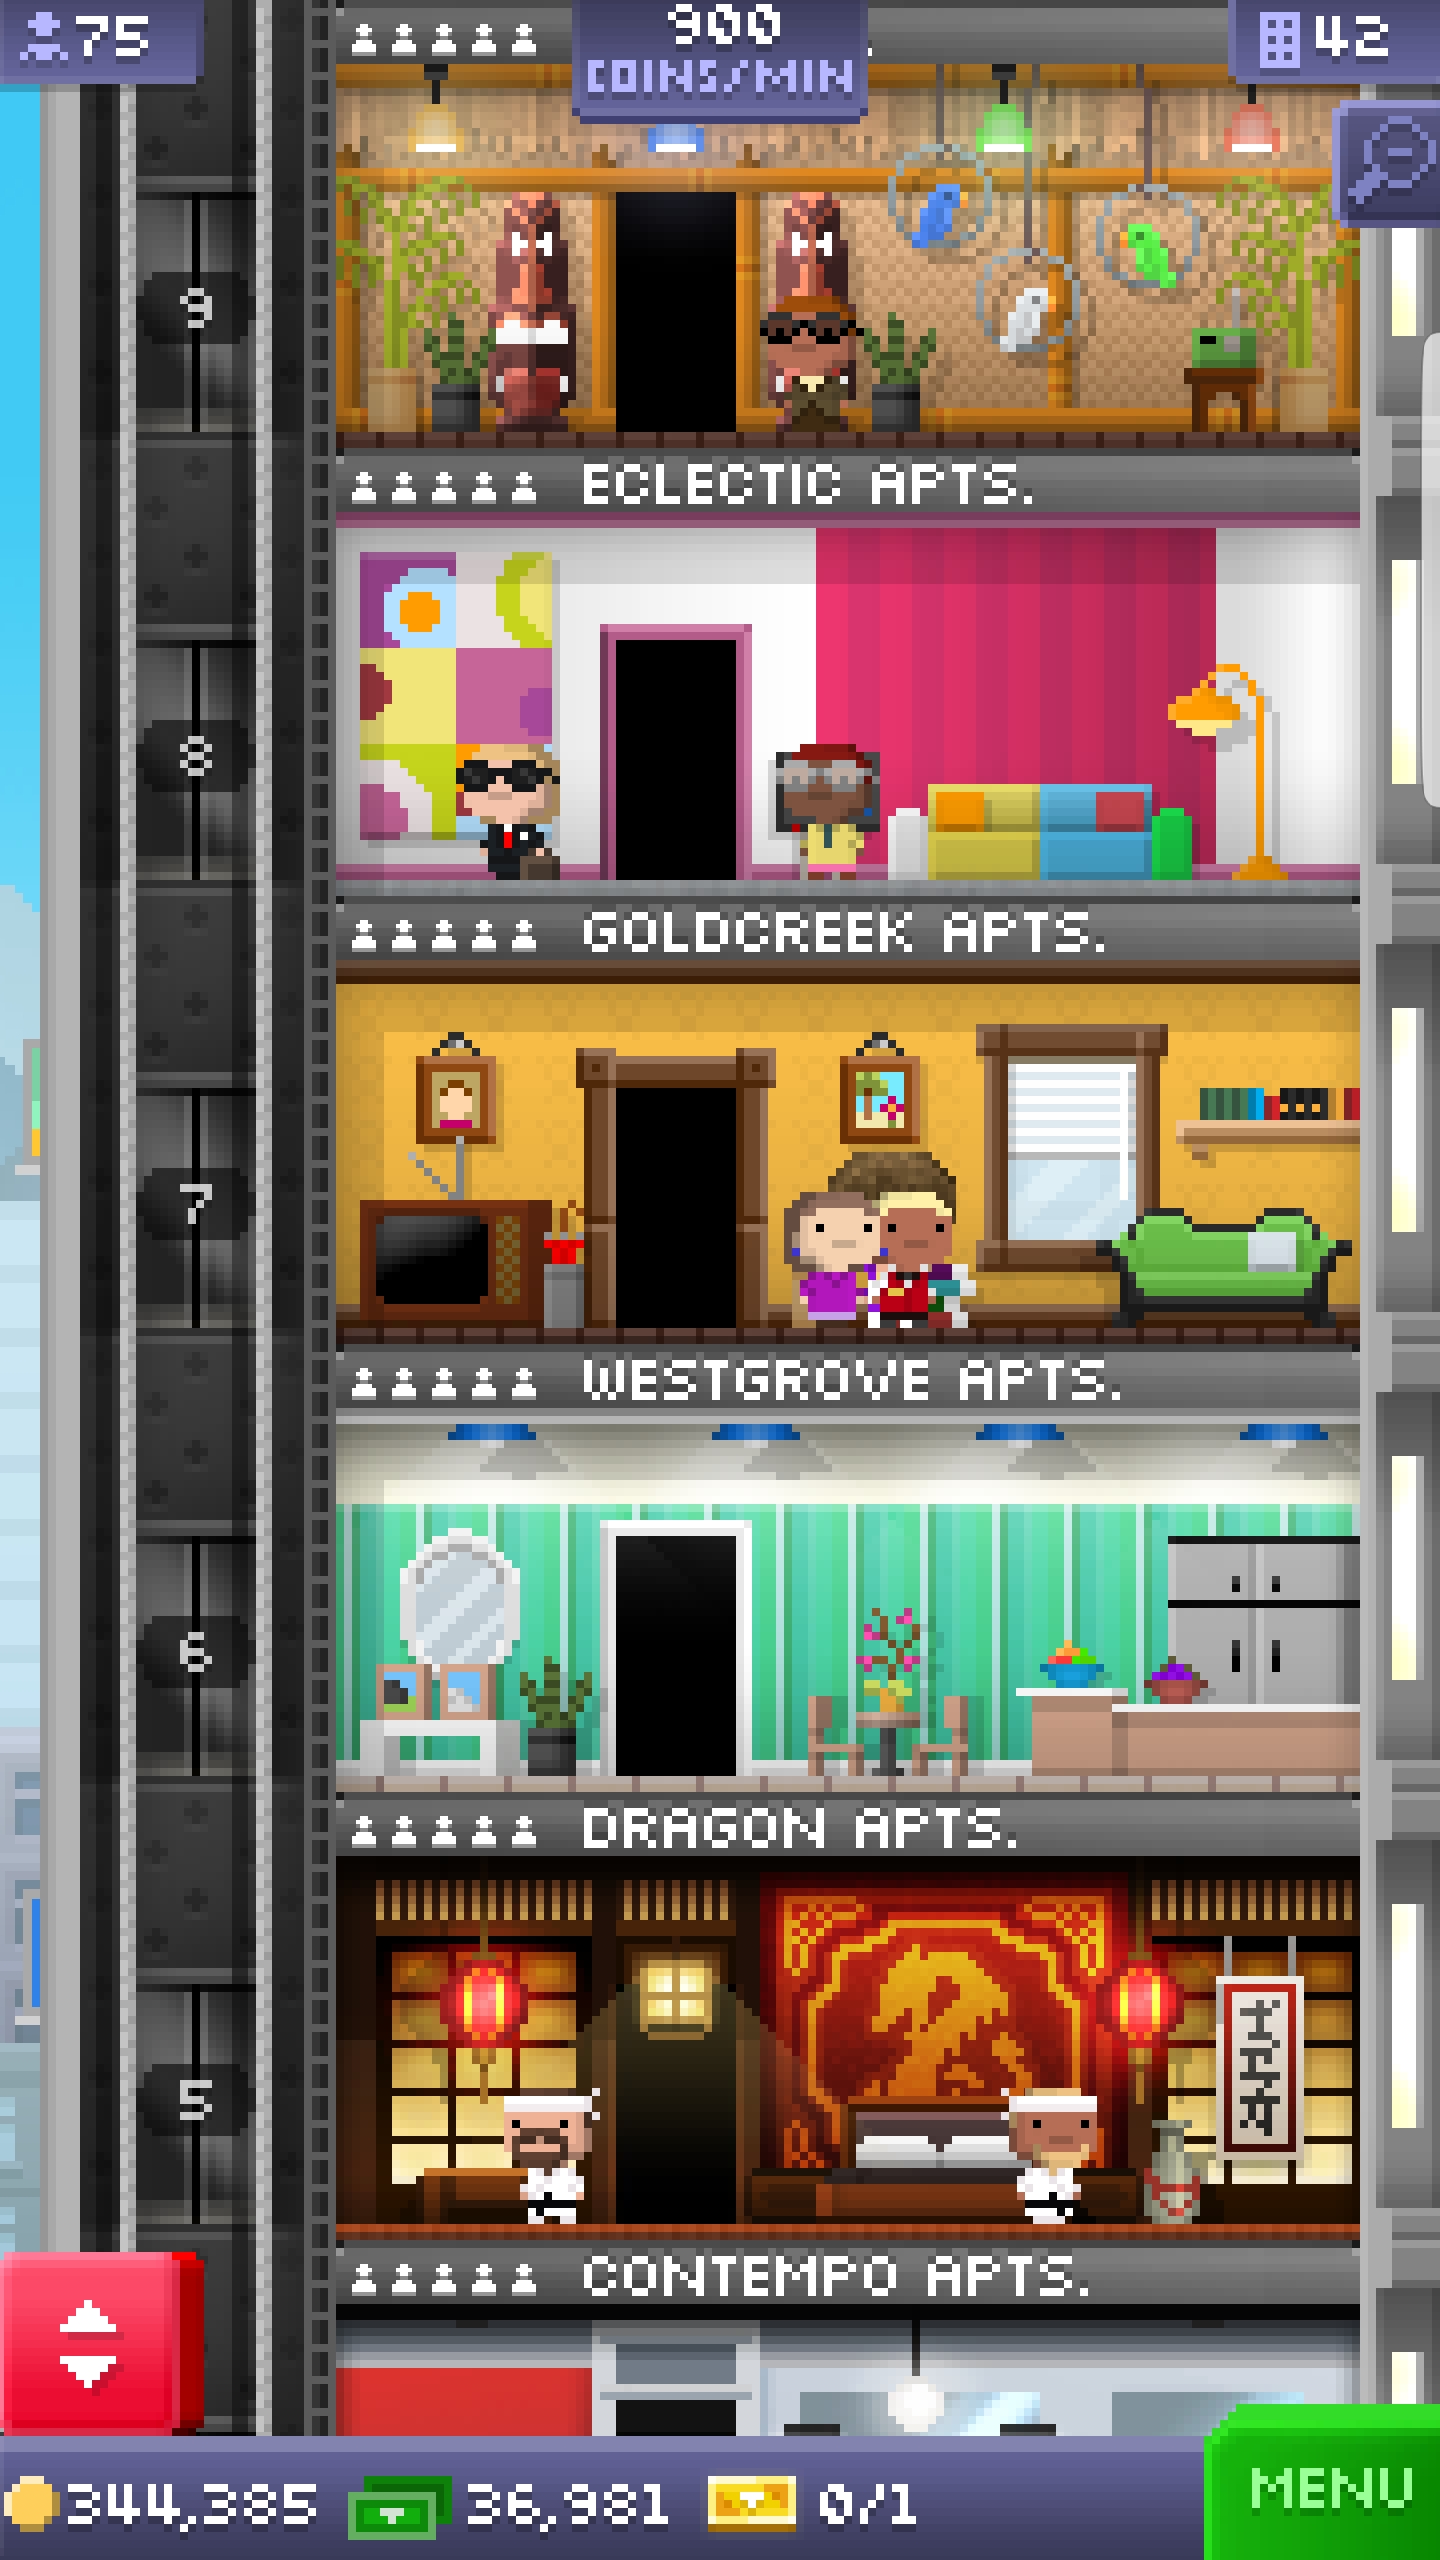 75
900
COINS/MIN
42
9
ECLECTIC APTS.
8
GOLDCREEK APTS.
7
WESTGROVE APTS.
6
DRAGON APTS.
5
CONTEMPO APTS.
344,385
36,981
0/1
MENU